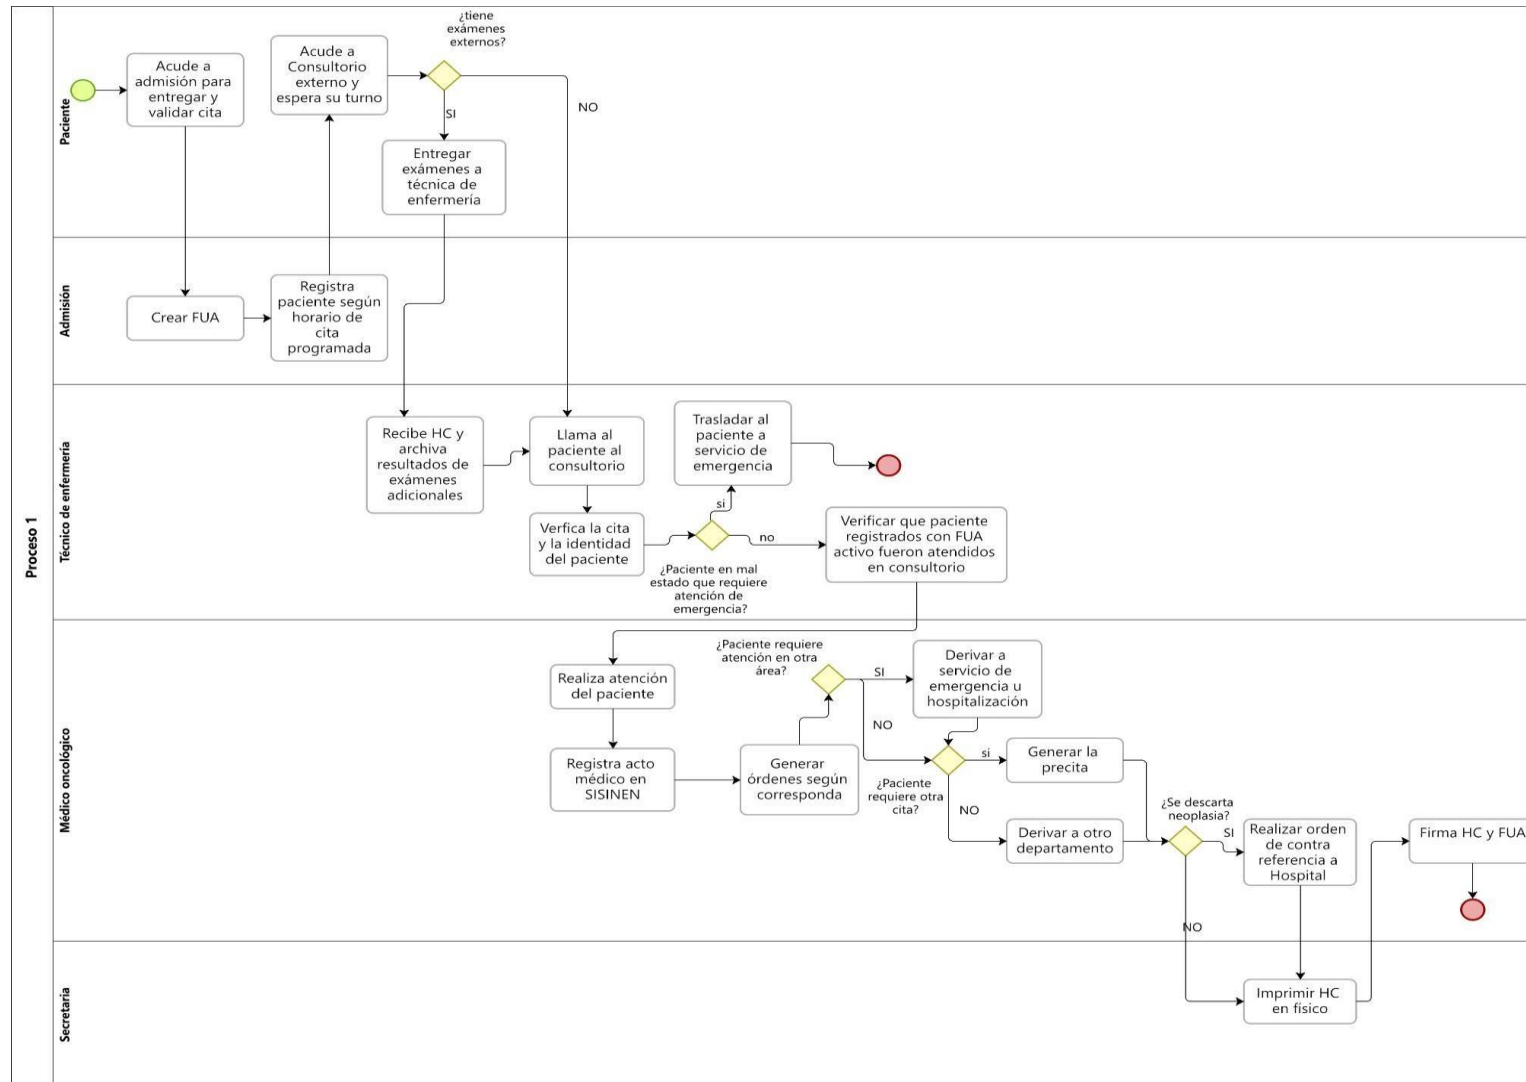 Proceso 1
Paciente
Acude a
admisión para
entregar y
validar cita
Acude a
Consultorio
externo y
espera su turno
¿tiene
exámenes
externos?
NO
SI
Entregar
exámenes a
técnica de
enfermería
Admisión
Crear FUA
Registra
paciente según
horario de
cita
programada
Técnico de enfermería
Recibe HC y
archiva
resultados de
exámenes
adicionales
Llama al
paciente al
consultorio
Trasladar al
paciente a
servicio de
emergencia
Verfica la cita
y la identidad
del paciente
si
no
¿Paciente en mal
estado que requiere
atención de
emergencia?
Verificar que paciente
registrados con FUA
activo fueron atendidos
en consultorio
Médico oncológico
Realiza atención
del paciente
Registra acto
médico en
SISINEN
Generar
órdenes según
corresponda
¿Paciente requiere
atención en otra
área?
SI
NO
Derivar a
servicio de
emergencia u
hospitalización
¿Paciente
requiere otra
cita?
si
NO
Generar la
precita
Derivar a otro
departamento
¿Se descarta
neoplasia?
SI
NO
Realizar orden
de contra
referencia a
Hospital
Firma HC y FUA
Secretaria
Imprimir HC
en físico